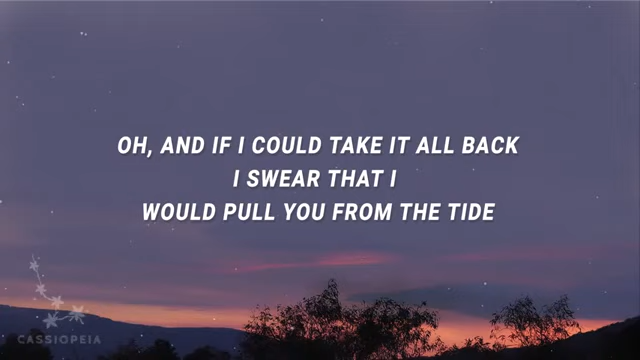 OH, AND IF I COULD TAKE IT ALL BACK
I SWEAR THAT I
WOULD PULL YOU FROM THE TIDE
CASSIOPEIA